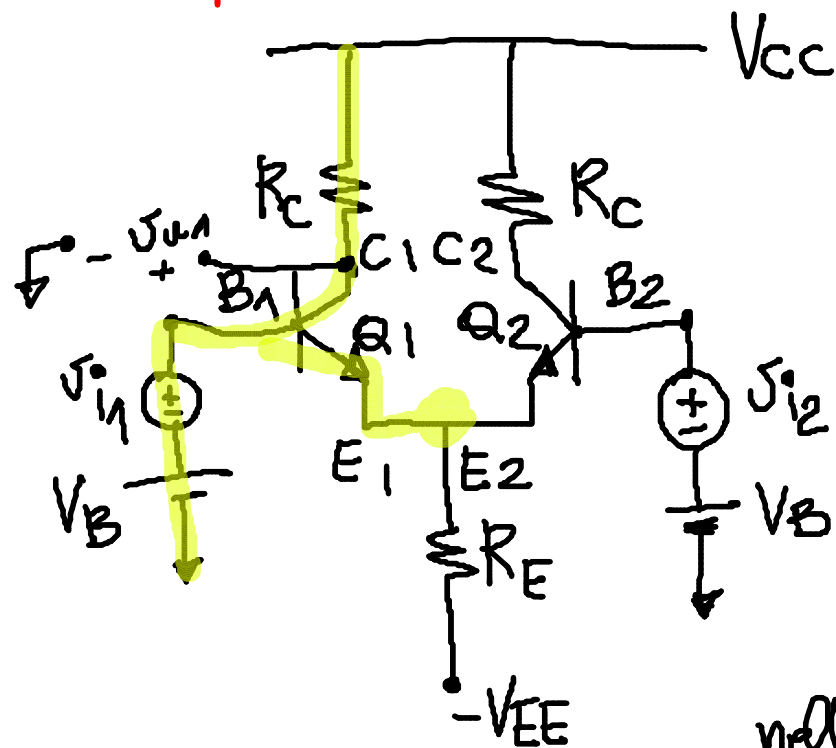 VCC
RC
RC
- vu1
+
C1
C2
B1
B2
Q1
Q2
vi1
+
-
+
-
vi2
E1
E2
VB
VB
RE
-VEE